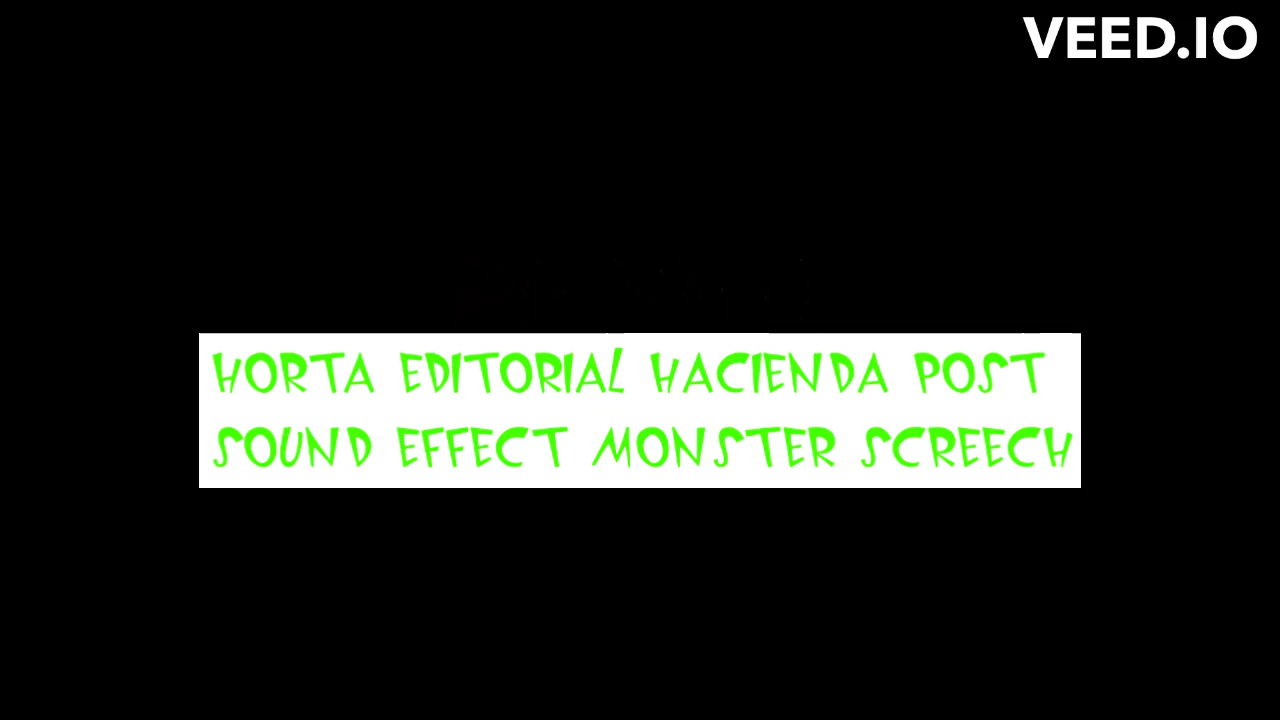 VEED.IO
HORTA EDITORIAL HACIENDA POST
SOUND EFFECT MONSTER SCREECH